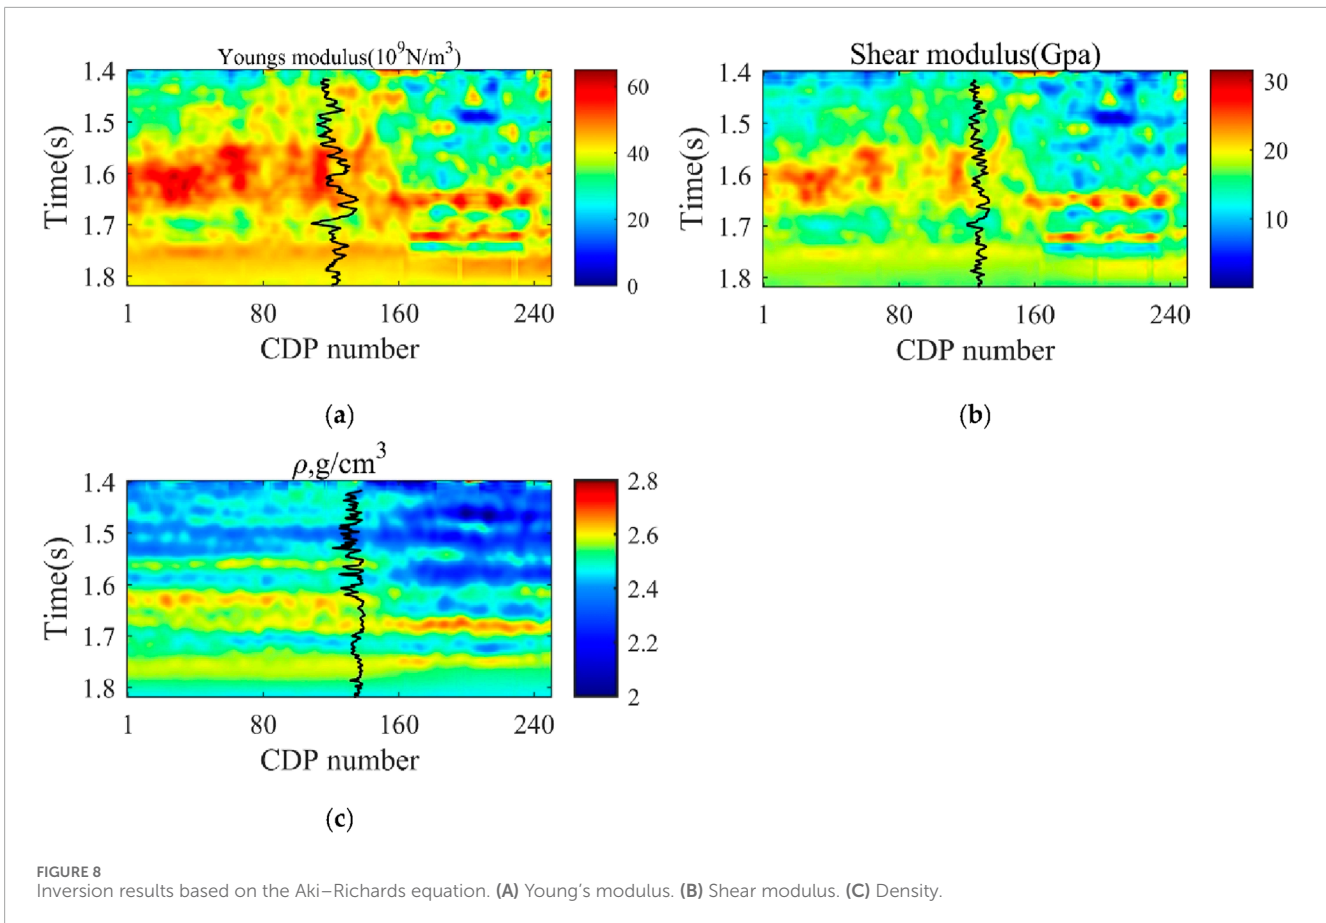 Youngs modulus(10⁹N/m³)
Time(s)
1.4
1.5
1.6
1.7
1.8
1 80 160 240
CDP number
60
40
20
0
(a)
Shear modulus(Gpa)
Time(s)
1.4
1.5
1.6
1.7
1.8
1 80 160 240
CDP number
30
20
10
(b)
ρ,g/cm³
Time(s)
1.4
1.5
1.6
1.7
1.8
1 80 160 240
CDP number
2.8
2.6
2.4
2.2
2
(c)
FIGURE 8
Inversion results based on the Aki–Richards equation. (A) Young’s modulus. (B) Shear modulus. (C) Density.